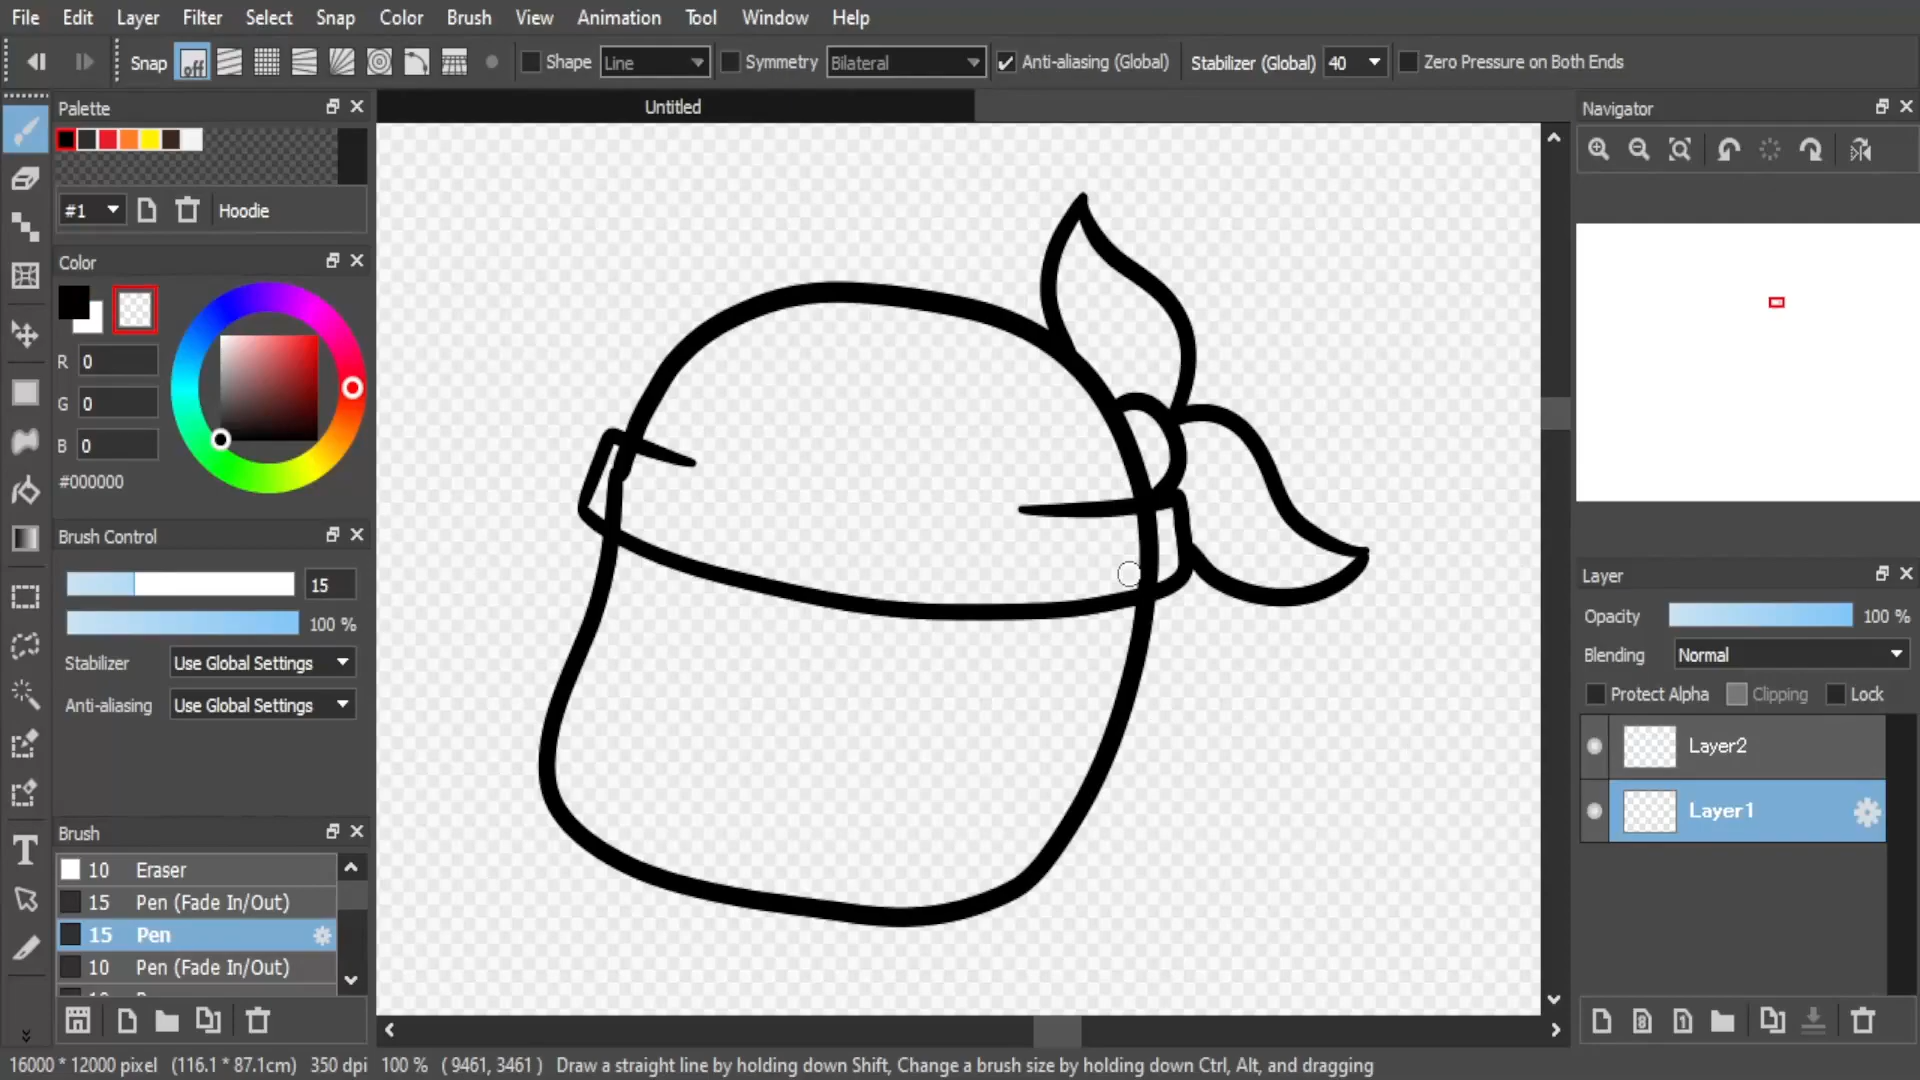 File Edit Layer Filter Select Snap Color Brush View Animation Tool Window Help
Snap off Shape Line Symmetry Bilateral Anti-aliasing (Global) Stabilizer (Global) 40 Zero Pressure on Both Ends
Palette
#1 Hoodie
Color
R 0
G 0
B 0
#000000
Brush Control
15
100 %
Stabilizer Use Global Settings
Anti-aliasing Use Global Settings
Brush
10 Eraser
15 Pen (Fade In/Out)
15 Pen
10 Pen (Fade In/Out)
Untitled
Navigator
Layer
Opacity 100 %
Blending Normal
Protect Alpha Clipping Lock
Layer2
Layer1
16000 * 12000 pixel (116.1 * 87.1cm) 350 dpi 100 % ( 9461, 3461 ) Draw a straight line by holding down Shift, Change a brush size by holding down Ctrl, Alt, and dragging